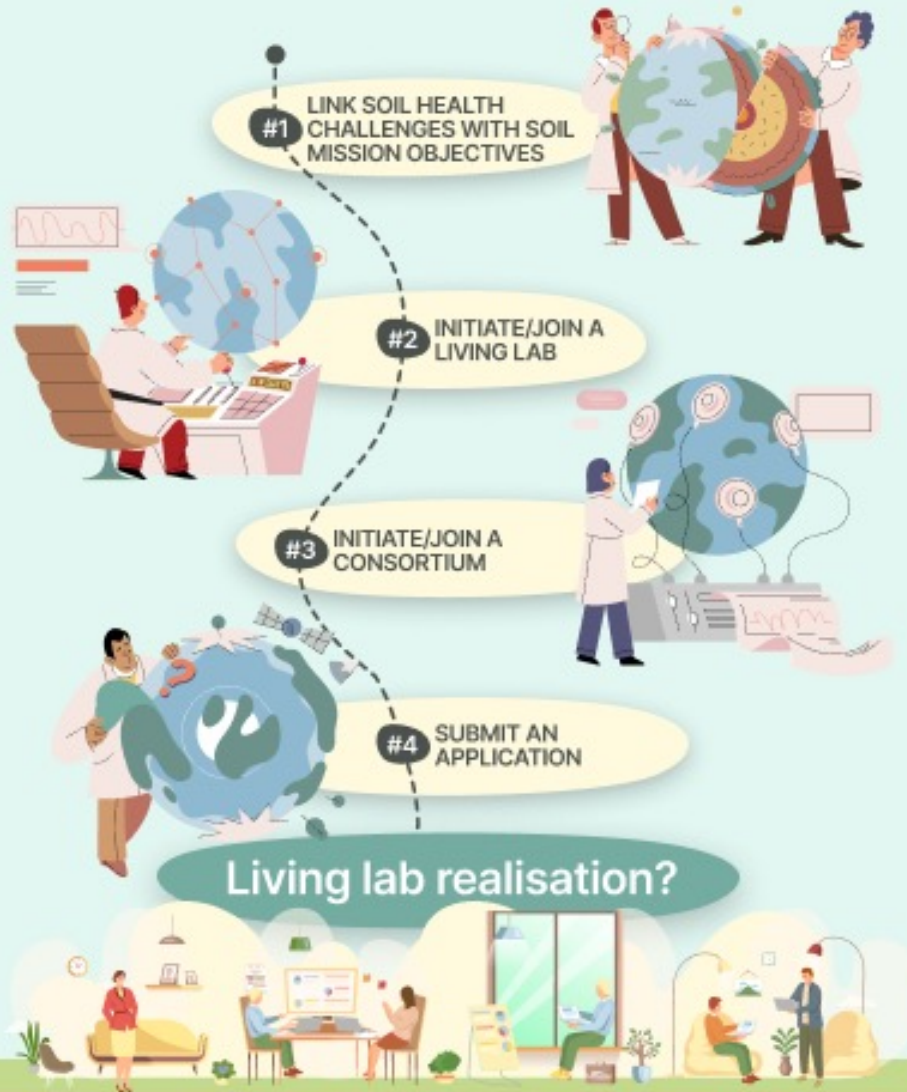 #1
LINK SOIL HEALTH
CHALLENGES WITH SOIL
MISSION OBJECTIVES
#2
INITIATE/JOIN A
LIVING LAB
#3
INITIATE/JOIN A
CONSORTIUM
?
#4
SUBMIT AN
APPLICATION
Living lab realisation?